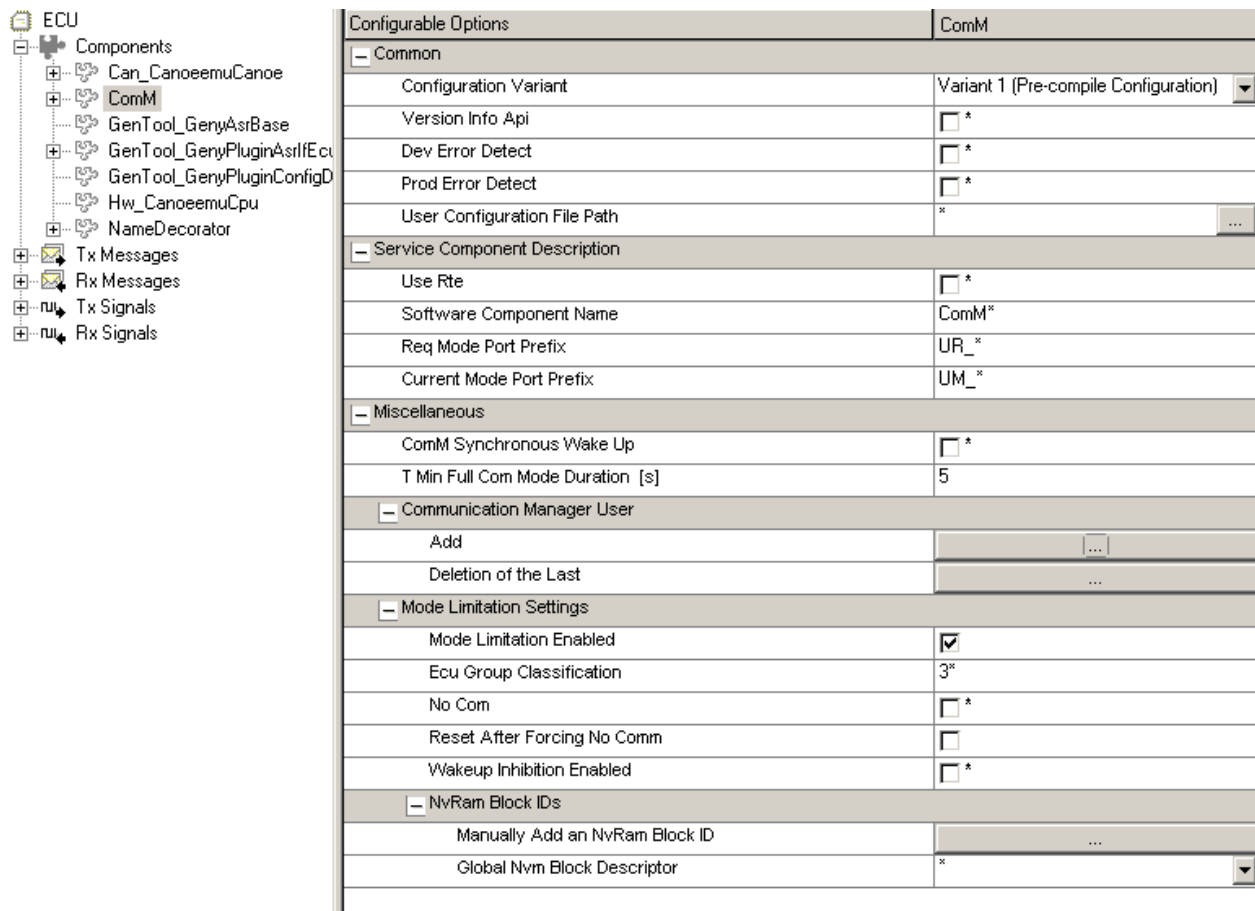 ECU
Components
Can_CanoeemuCanoe
ComM
GenTool_GenyAsrBase
GenTool_GenyPluginAsrIfEcu
GenTool_GenyPluginConfigD
Hw_CanoeemuCpu
NameDecorator
Tx Messages
Rx Messages
Tx Signals
Rx Signals
Configurable Options ComM
Common
Configuration Variant Variant 1 (Pre-compile Configuration)
Version Info Api *
Dev Error Detect *
Prod Error Detect *
User Configuration File Path * ...
Service Component Description
Use Rte *
Software Component Name ComM*
Req Mode Port Prefix UR_*
Current Mode Port Prefix UM_*
Miscellaneous
ComM Synchronous Wake Up *
T Min Full Com Mode Duration [s] 5
Communication Manager User
Add ...
Deletion of the Last ...
Mode Limitation Settings
Mode Limitation Enabled
Ecu Group Classification 3*
No Com *
Reset After Forcing No Comm
Wakeup Inhibition Enabled *
NvRam Block IDs
Manually Add an NvRam Block ID ...
Global Nvm Block Descriptor *